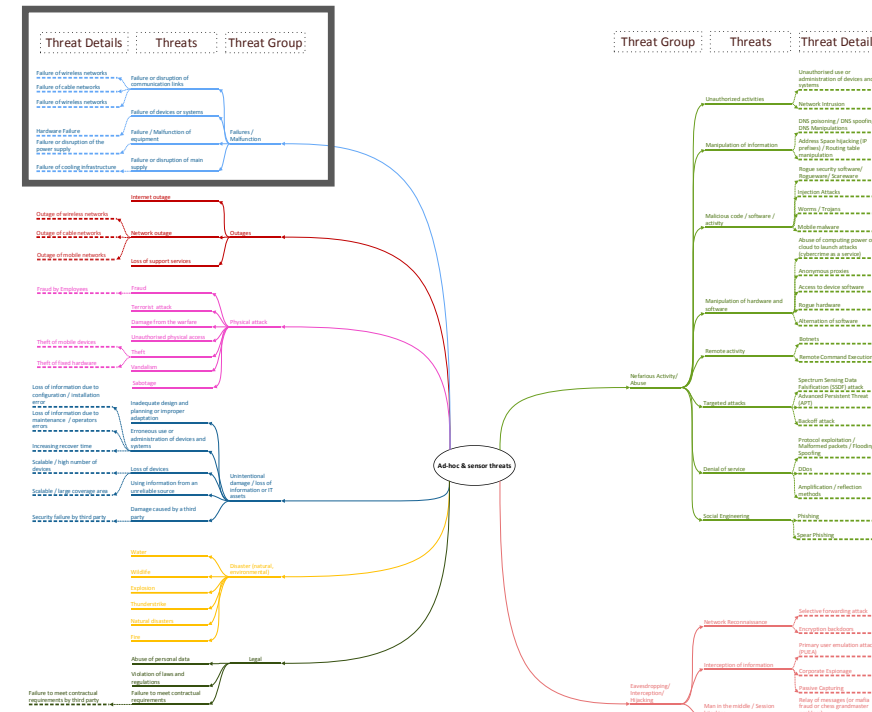 Threat Details
Threats
Threat Group
Failure of wireless networks
Failure of cable networks
Failure of wireless networks
Hardware Failure
Failure or disruption of the
power supply
Failure of cooling infrastructure
Failure or disruption of
communication links
Failure of devices or systems
Failure / Malfunction of
equipment
Failure or disruption of main
supply
Failures /
Malfunction
Outage of wireless networks
Outage of cable networks
Outage of mobile networks
Internet outage
Network outage
Loss of support services
Outages
Fraud by Employees
Theft of mobile devices
Theft of fixed hardware
Fraud
Terrorist attack
Damage from the warfare
Unauthorised physical access
Theft
Vandalism
Sabotage
Physical attack
Loss of information due to
configuration / installation
error
Loss of information due to
maintenance / operators
errors
Increasing recover time
Scalable / high number of
devices
Scalable / large coverage area
Security failure by third party
Inadequate design and
planning or improper
adaptation
Erroneous use or
administration of devices and
systems
Loss of devices
Using information from an
unreliable source
Damage caused by a third
party
Unintentional
damage / loss of
information or IT
assets
Water
Wildlife
Explosion
Thunderstrike
Natural disasters
Fire
Disaster (natural,
environmental)
Failure to meet contractual
requirements by third party
Abuse of personal data
Violation of laws and
regulations
Failure to meet contractual
requirements
Legal
Ad-hoc & sensor threats
Threat Group
Threats
Threat Detail
Nefarious Activity/
Abuse
Unauthorized activities
Manipulation of information
Malicious code / software /
activity
Manipulation of hardware and
software
Remote activity
Targeted attacks
Denial of service
Social Engineering
Unauthorised use or
administration of devices and
systems
Network Intrusion
DNS poisoning / DNS spoofin
DNS Manipulations
Address Space hijacking (IP
prefixes) / Routing table
manipulation
Rogue security software/
Rogueware/ Scareware
Injection Attacks
Worms / Trojans
Mobile malware
Abuse of computing power o
cloud to launch attacks
(cybercrime as a service)
Anonymous proxies
Access to device software
Rogue hardware
Alternation of software
Botnets
Remote Command Execution
Spectrum Sensing Data
Falsification (SSDF) attack
Advanced Persistent Threat
(APT)
Backoff attack
Protocol exploitation /
Malformed packets / Flooding
Spoofing
DDos
Amplification / reflection
methods
Phishing
Spear Phishing
Eavesdropping/
Interception/
Hijacking
Network Reconnaissance
Interception of information
Man in the middle / Session
Selective forwarding attack
Encryption backdoors
Primary user emulation attac
(PUEA)
Corporate Espionage
Passive Capturing
Relay of messages (or mafia
fraud or chess grandmaster